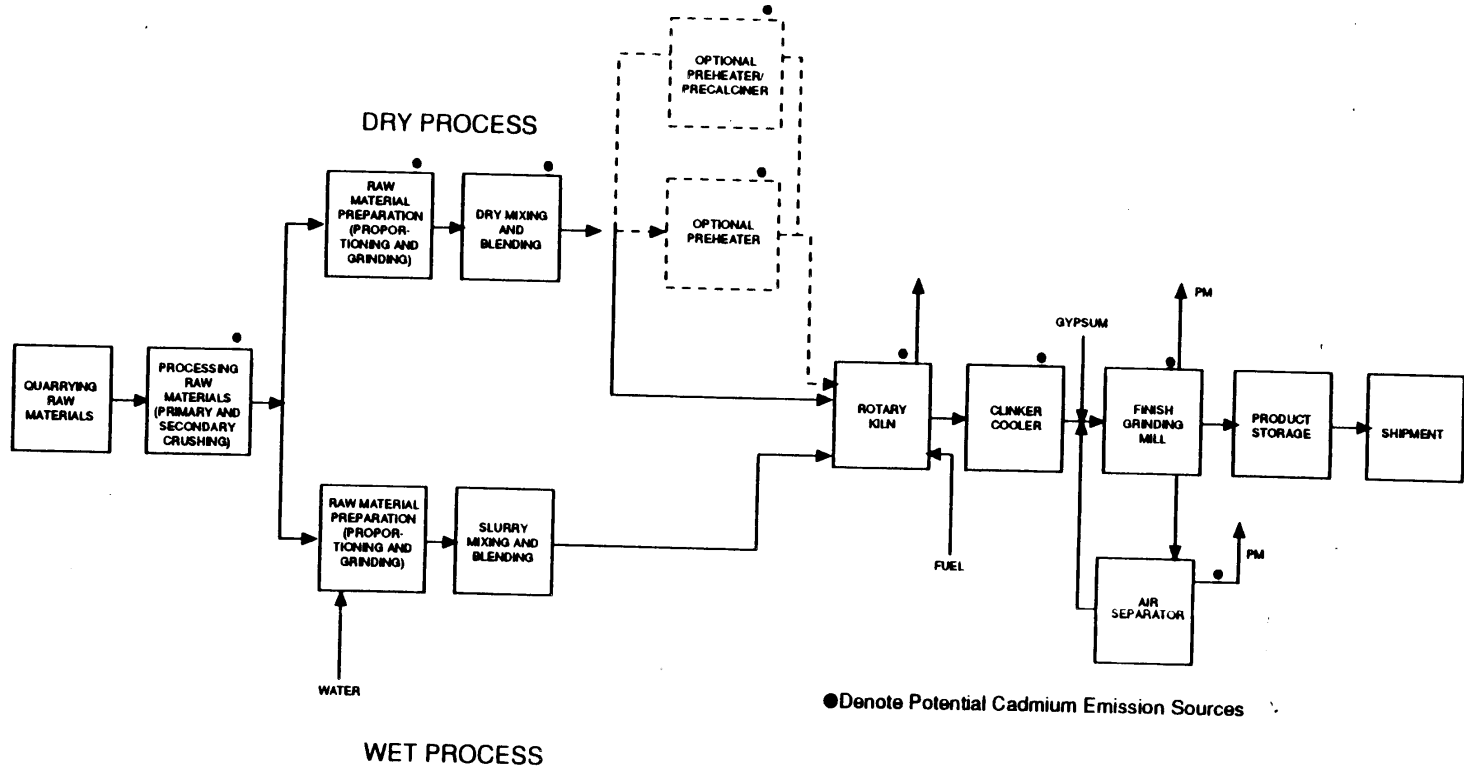 OPTIONAL
PREHEATER/
PRECALCINER
DRY PROCESS
RAW
MATERIAL
PREPARATION
(PROPOR-
TIONING AND
GRINDING)
DRY MIXING
AND
BLENDING
OPTIONAL
PREHEATER
QUARRYING
RAW
MATERIALS
PROCESSING
RAW
MATERIALS
(PRIMARY AND
SECONDARY
CRUSHING)
RAW MATERIAL
PREPARATION
(PROPOR-
TIONING AND
GRINDING)
SLURRY
MIXING AND
BLENDING
WATER
ROTARY
KILN
FUEL
CLINKER
COOLER
GYPSUM
PM
FINISH
GRINDING
MILL
PRODUCT
STORAGE
SHIPMENT
AIR
SEPARATOR
PM
●Denote Potential Cadmium Emission Sources
WET PROCESS